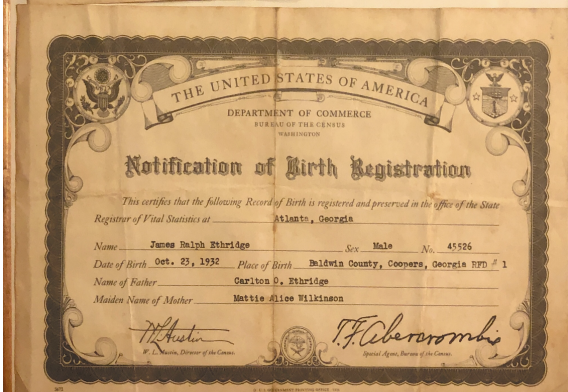 THE UNITED STATES OF AMERICA
DEPARTMENT OF COMMERCE
BUREAU OF THE CENSUS
WASHINGTON
Notification of Birth Registration
This certifies that the following Record of Birth is registered and preserved in the office of the State
Registrar of Vital Statistics at Atlanta, Georgia
Name James Ralph Ethridge Sex Male No. 45526
Date of Birth Oct. 23, 1932 Place of Birth Baldwin County, Coopers, Georgia RFD # 1
Name of Father Carlton O. Ethridge
Maiden Name of Mother Mattie Alice Wilkinson
W. L. Austin T. F. Abercrombie
W. L. Austin, Director of the Census. Special Agent, Bureau of the Census.